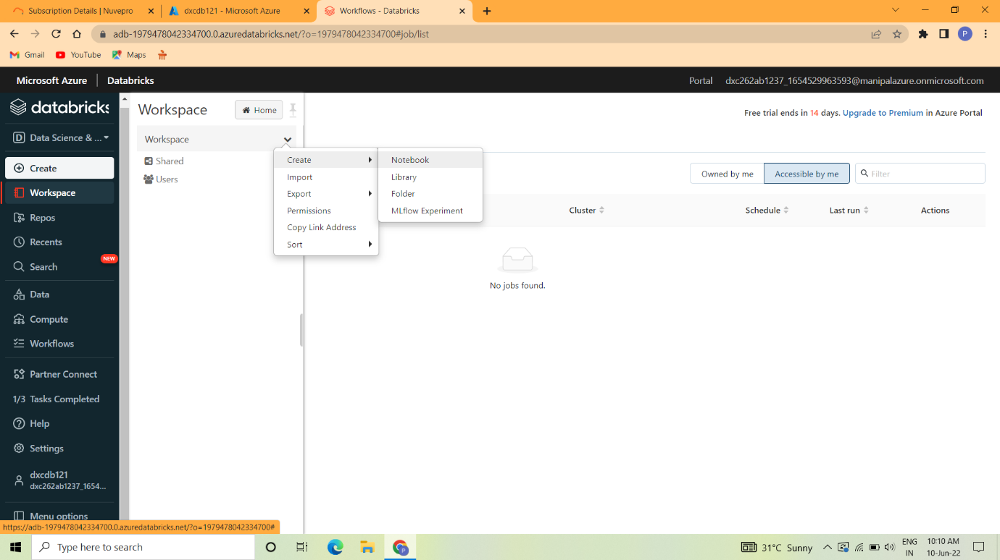 Subscription Details | Nuvepro
dxcdb121 - Microsoft Azure
Workflows - Databricks
adb-1979478042334700.0.azuredatabricks.net/?o=1979478042334700#job/list
P
Gmail
YouTube
Maps
Microsoft Azure
Databricks
Portal
dxc262ab1237_1654529963593@manipalazure.onmicrosoft.com
databricks
D Data Science & ...
Create
Workspace
Repos
Recents
Search
NEW
Data
Compute
Workflows
Partner Connect
1/3 Tasks Completed
Help
Settings
dxcdb121
dxc262ab1237_1654...
Menu options
Workspace
Home
Workspace
Shared
Users
Create
Import
Export
Permissions
Copy Link Address
Sort
Notebook
Library
Folder
MLflow Experiment
Free trial ends in 14 days. Upgrade to Premium in Azure Portal
Owned by me
Accessible by me
Filter
Cluster
Schedule
Last run
Actions
No jobs found.
https://adb-1979478042334700.0.azuredatabricks.net/?o=1979478042334700#
Type here to search
P
31°C Sunny
ENG
IN
10:10 AM
10-Jun-22